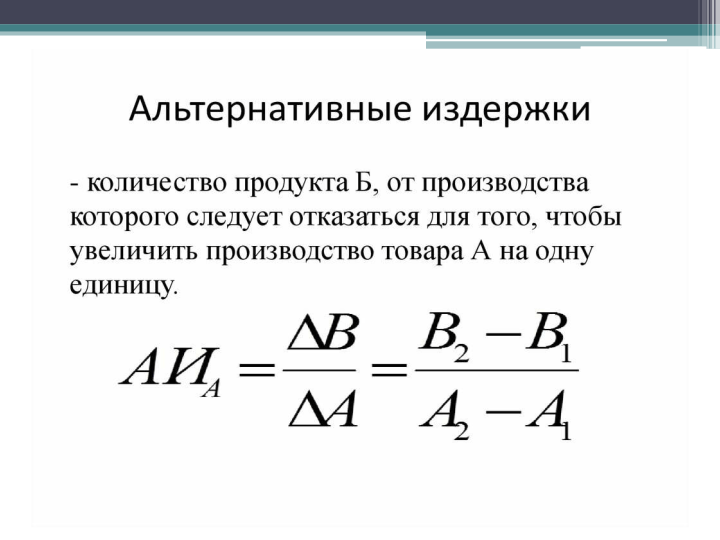 Альтернативные издержки
- количество продукта Б, от производства
которого следует отказаться для того, чтобы
увеличить производство товара А на одну
единицу.
АИ_А = ΔB/ΔA = (B₂ – B₁)/(A₂ – A₁)